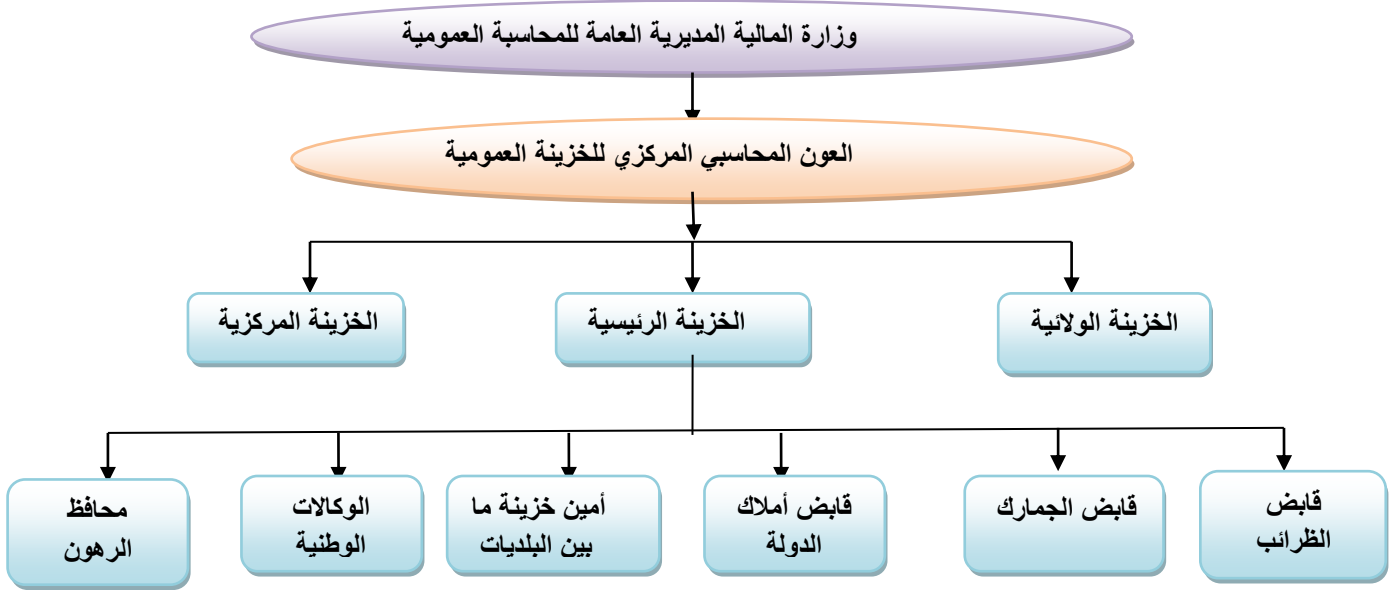 وزارة المالية المديرية العامة للمحاسبة العمومية
العون المحاسبي المركزي للخزينة العمومية
الخزينة الولائية
الخزينة الرئيسية
الخزينة المركزية
قابض
الظرائب
قابض الجمارك
قابض أملاك
الدولة
أمين خزينة ما
بين البلديات
الوكالات
الوطنية
محافظ
الرهون